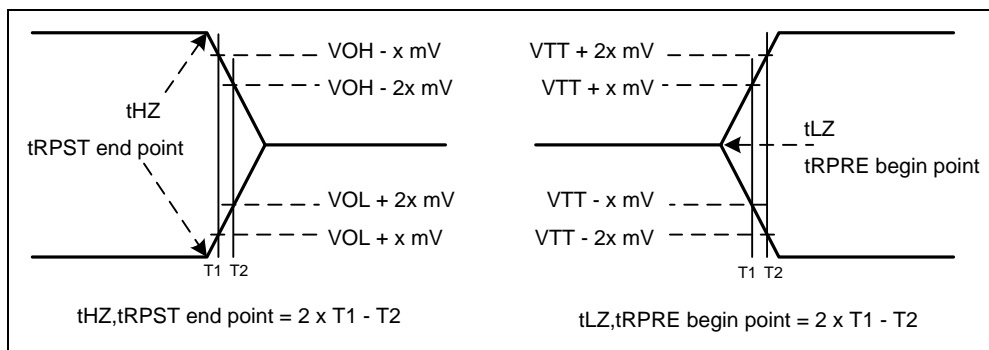 VOH - x mV
VOH - 2x mV
tHZ
tRPST end point
VOL + 2x mV
VOL + x mV
T1 T2
tHZ,tRPST end point = 2 x T1 - T2
VTT + 2x mV
VTT + x mV
tLZ
tRPRE begin point
VTT - x mV
VTT - 2x mV
T1 T2
tLZ,tRPRE begin point = 2 x T1 - T2